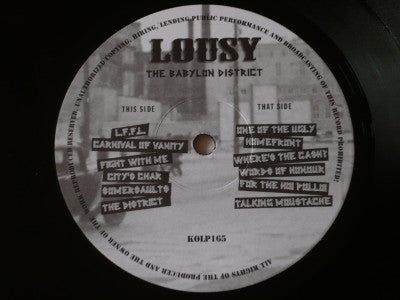 LOUSY
THE BABYLON DISTRICT
THIS SIDE
L.F.F.L.
CARNIVAL OF VANITY
FIGHT WITH ME
CITY'S CHAR
SOMERSAULTS
THE DISTRICT
THAT SIDE
ONE OF THE UGLY
HOMEFRONT
WHERE'S THE CASH?
WORDS OF HONOUR
FOR THE HOI POLLOI
TALKING MOUSTACHE
KOLP165
ALL RIGHTS OF THE PRODUCER AND THE OWNER OF THE WORK REPRODUCED RESERVED. UNAUTHORIZED COPYING, HIRING, LENDING, PUBLIC PERFORMANCE AND BROADCASTING OF THIS RECORD PROHIBITED!